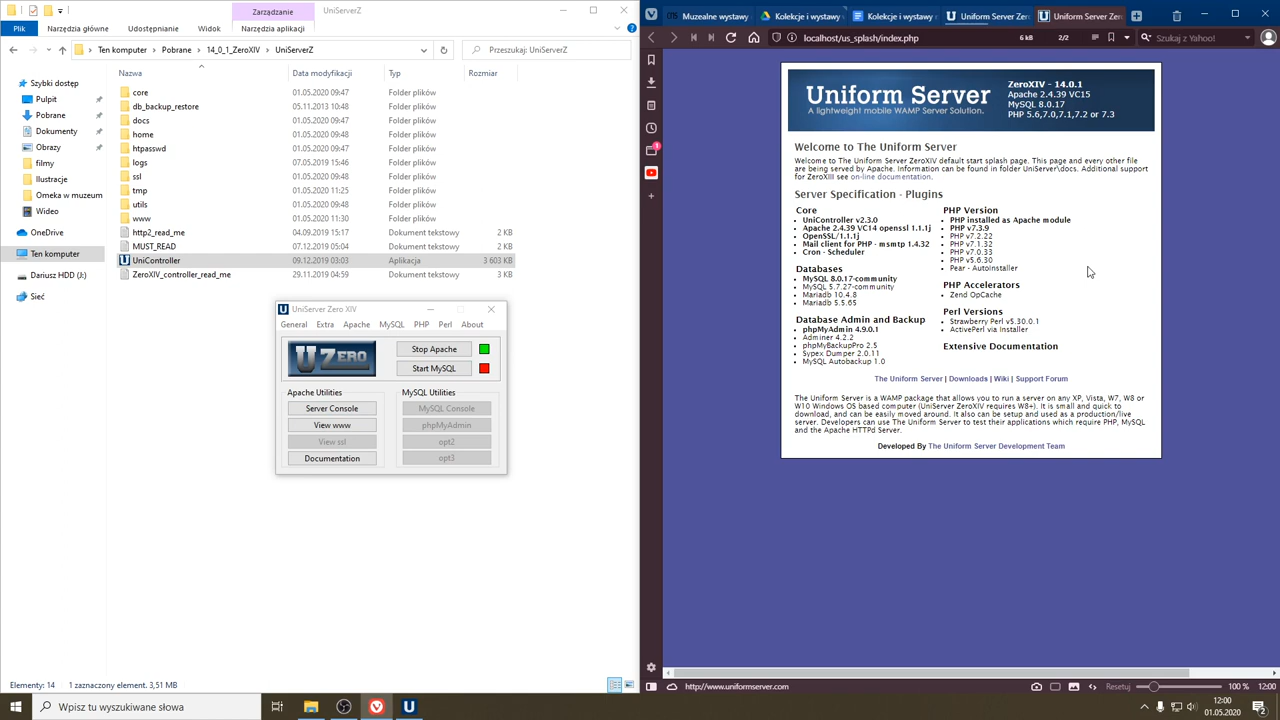 Zarządzanie
UniServerZ
Plik
Narzędzia główne
Udostępnianie
Widok
Narzędzia aplikacji
Ten komputer
Pobrane
14_0_1_ZeroXIV
UniServerZ
Przeszukaj: UniServerZ
Nazwa
Data modyfikacji
Typ
Rozmiar
Szybki dostęp
Pulpit
Pobrane
Dokumenty
Obrazy
filmy
Ilustracje
Omeka w muzeum
Wideo
OneDrive
Ten komputer
Dariusz HDD (J:)
Sieć
core 01.05.2020 09:47 Folder plików
db_backup_restore 05.11.2013 10:48 Folder plików
docs 01.05.2020 09:47 Folder plików
home 01.05.2020 09:48 Folder plików
htpasswd 01.05.2020 09:47 Folder plików
logs 07.12.2019 15:46 Folder plików
ssl 01.05.2020 09:48 Folder plików
tmp 01.05.2020 11:25 Folder plików
utils 01.05.2020 09:48 Folder plików
www 01.05.2020 11:30 Folder plików
http2_read_me 04.09.2019 15:17 Dokument tekstowy 2 KB
MUST_READ 07.12.2019 05:04 Dokument tekstowy 2 KB
UniController 09.12.2019 03:03 Aplikacja 3 603 KB
ZeroXIV_controller_read_me 29.11.2019 04:59 Dokument tekstowy 3 KB
UniServer Zero XIV
General Extra Apache MySQL PHP Perl About
U ZERO
Stop Apache
Start MySQL
Apache Utilities
Server Console
View www
View ssl
Documentation
MySQL Utilities
MySQL Console
phpMyAdmin
opt2
opt3
Elementy: 14
1 zaznaczony element. 3,51 MB
Muzealne wystawy
Kolekcje i wystawy
Kolekcje i wystawy
Uniform Server Zero
Uniform Server Zero
localhost/us_splash/index.php
6 kB
2/2
Szukaj z Yahoo!
Uniform Server
A lightweight mobile WAMP Server Solution.
ZeroXIV - 14.0.1
Apache 2.4.39 VC15
MySQL 8.0.17
PHP 5.6,7.0,7.1,7.2 or 7.3
Welcome to The Uniform Server
Welcome to The Uniform Server ZeroXIV default start splash page. This page and every other file
are being served by Apache. Information can be found in folder UniServer\docs. Additional support
for ZeroXIII see on-line documentation.
Server Specification - Plugins
Core
UniController v2.3.0
Apache 2.4.39 VC14 openssl 1.1.1j
OpenSSL/1.1.1j
Mail client for PHP - msmtp 1.4.32
Cron - Scheduler
Databases
MySQL 8.0.17-community
MySQL 5.7.27-community
Mariadb 10.4.8
Mariadb 5.5.65
Database Admin and Backup
phpMyAdmin 4.9.0.1
Adminer 4.2.2
phpMyBackupPro 2.5
Sypex Dumper 2.0.11
MySQL Autobackup 1.0
PHP Version
PHP installed as Apache module
PHP v7.3.9
PHP v7.2.22
PHP v7.1.32
PHP v7.0.33
PHP v5.6.30
Pear - AutoInstaller
PHP Accelerators
Zend OpCache
Perl Versions
Strawberry Perl v5.30.0.1
ActivePerl via Installer
Extensive Documentation
The Uniform Server | Downloads | Wiki | Support Forum
The Uniform Server is a WAMP package that allows you to run a server on any XP, Vista, W7, W8 or
W10 Windows OS based computer (UniServer ZeroXIV requires W8+). It is small and quick to
download, and can be easily moved around. It also can be setup and used as a production/live
server. Developers can use The Uniform Server to test their applications which require PHP, MySQL
and the Apache HTTPd Server.
Developed By The Uniform Server Development Team
1
http://www.uniformserver.com
Resetuj
100 %
12:00
Wpisz tu wyszukiwane słowa
12:00
01.05.2020
2